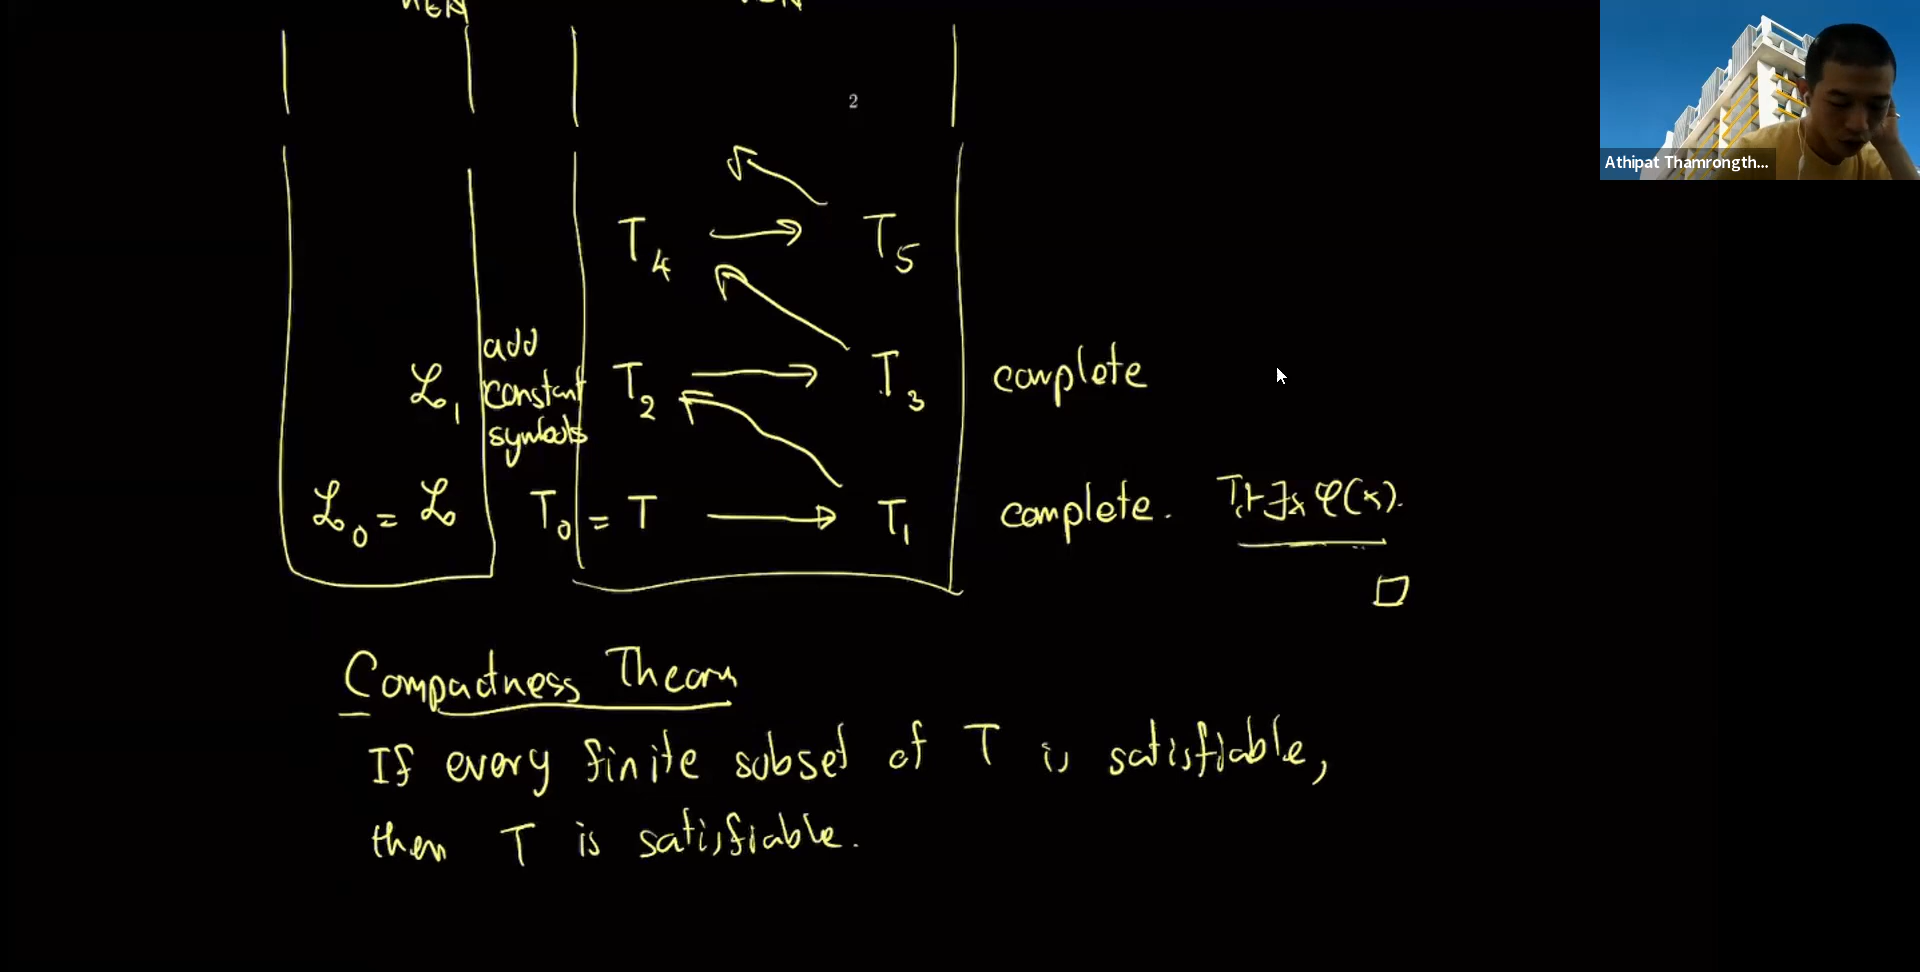 2
Athipat Thamrongth...
T₄ → T₅
add
ℒ₁ constant T₂ → T₃ complete
symbols
ℒ₀ = ℒ T₀ = T → T₁ complete. T₁ ⊢ ∃x φ(x).
□
Compactness Theorem
If every finite subset of T is satisfiable,
then T is satisfiable.